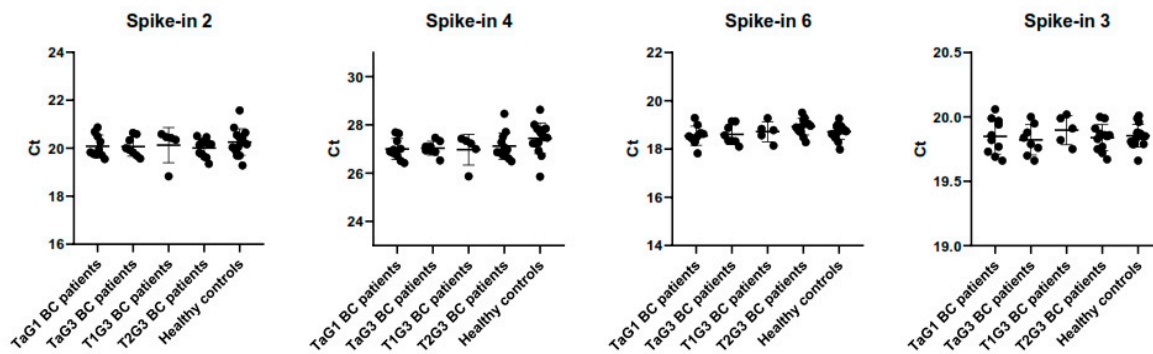 Spike-in 2
Spike-in 4
Spike-in 6
Spike-in 3
Ct
24
22
20
18
16
TaG1 BC patients
TaG3 BC patients
T1G3 BC patients
T2G3 BC patients
Healthy controls
Ct
30
28
26
24
TaG1 BC patients
TaG3 BC patients
T1G3 BC patients
T2G3 BC patients
Healthy controls
Ct
22
20
18
16
14
TaG1 BC patients
TaG3 BC patients
T1G3 BC patients
T2G3 BC patients
Healthy controls
Ct
20.5
20.0
19.5
19.0
TaG1 BC patients
TaG3 BC patients
T1G3 BC patients
T2G3 BC patients
Healthy controls